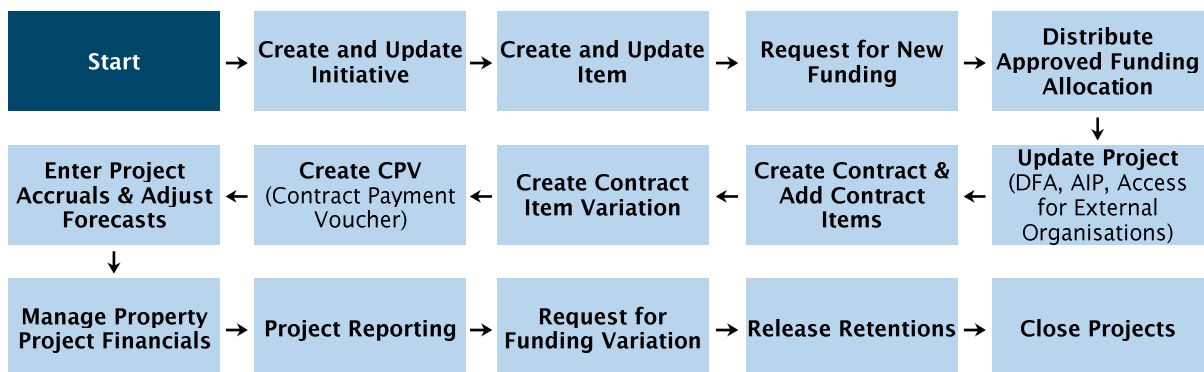 Start
Create and Update
Initiative
Create and Update
Item
Request for New
Funding
Distribute
Approved Funding
Allocation
Enter Project
Accruals & Adjust
Forecasts
Create CPV
(Contract Payment
Voucher)
Create Contract
Item Variation
Create Contract &
Add Contract
Items
Update Project
(DFA, AIP, Access
for External
Organisations)
Manage Property
Project Financials
Project Reporting
Request for
Funding Variation
Release Retentions
Close Projects